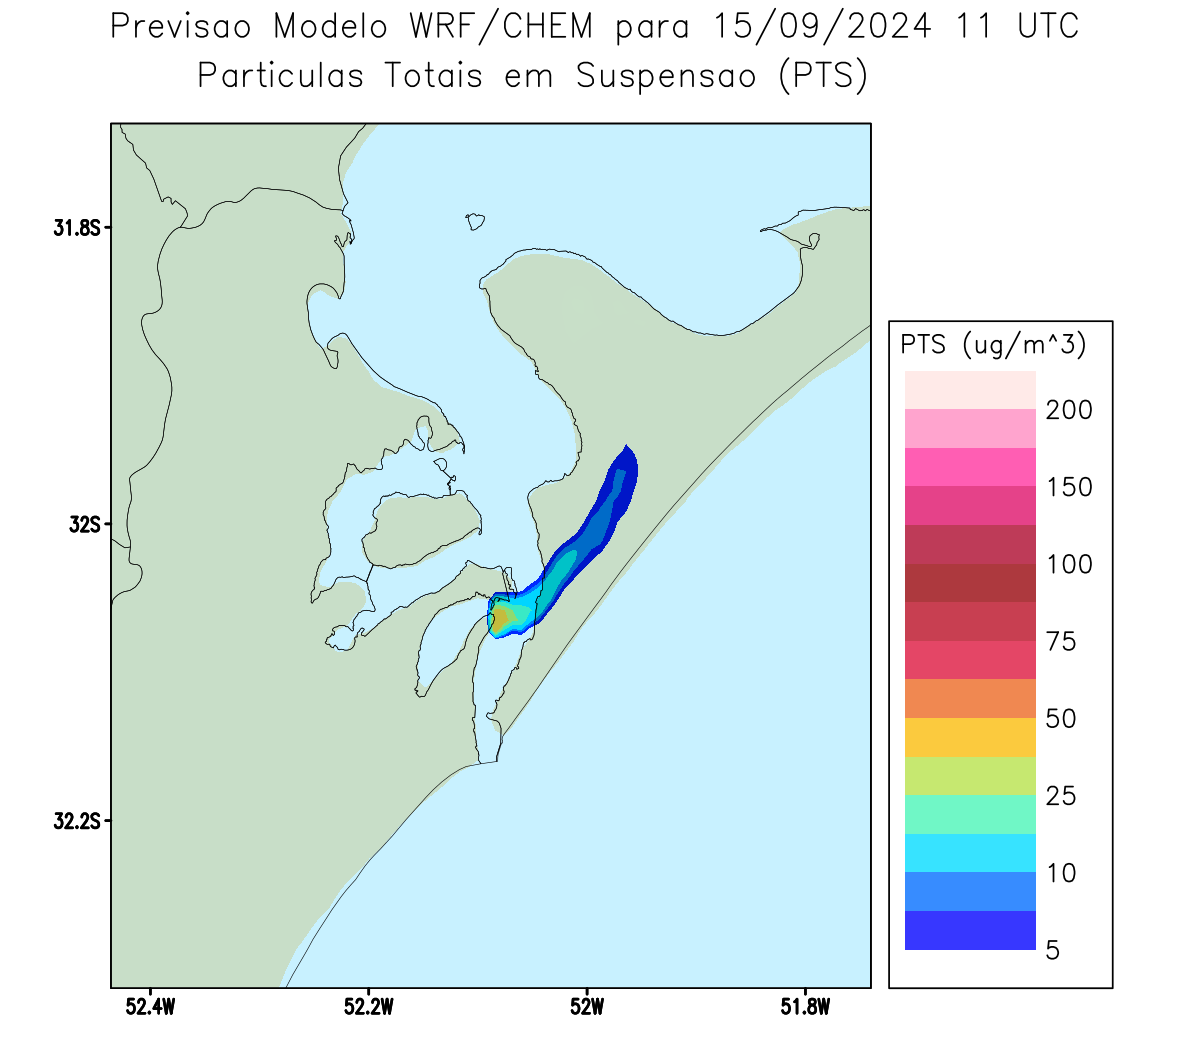 Previsao Modelo WRF/CHEM para 15/09/2024 11 UTC
Particulas Totais em Suspensao (PTS)
31.8S
32S
32.2S
52.4W
52.2W
52W
51.8W
PTS (ug/m^3)
200
150
100
75
50
25
10
5